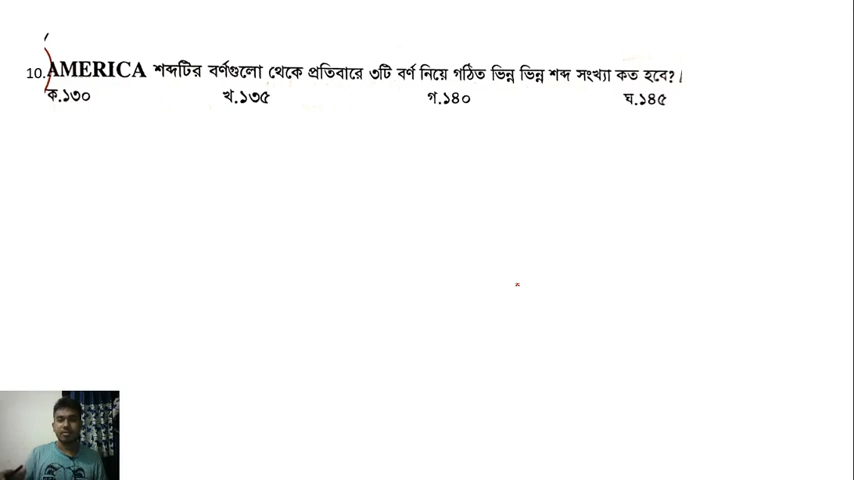 10. AMERICA শব্দটির বর্ণগুলো থেকে প্রতিবারে ৩টি বর্ণ নিয়ে গঠিত ভিন্ন ভিন্ন শব্দ সংখ্যা কত হবে?।
ক.১৩০ খ.১৩৫ গ.১৪০ ঘ.১৪৫